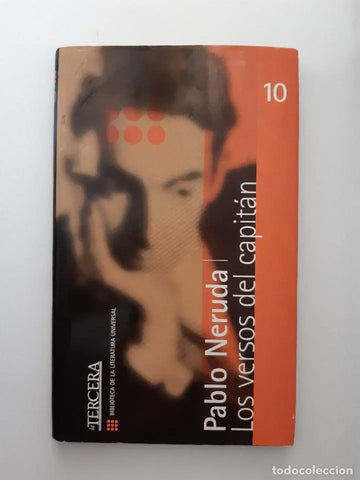 10
Pablo Neruda
Los versos del capitán
la TERCERA
BIBLIOTECA DE LA LITERATURA UNIVERSAL
todocoleccion